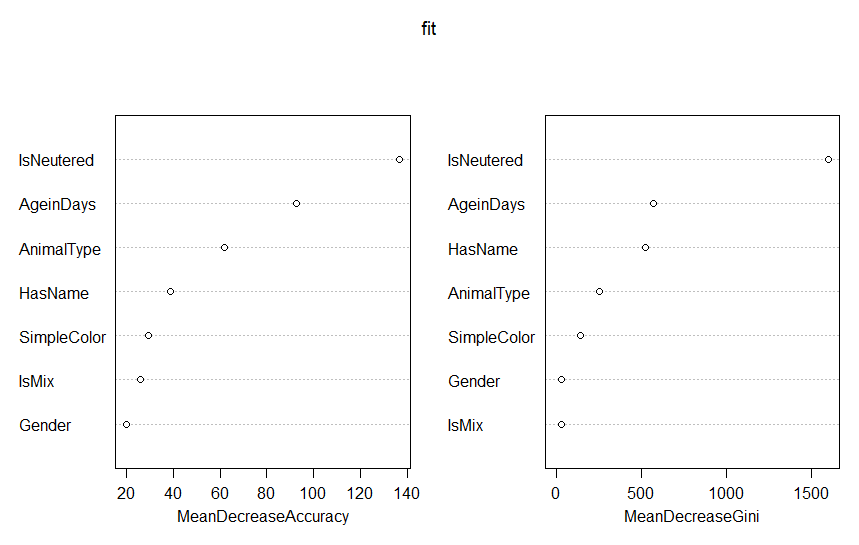 fit
IsNeutered
AgeinDays
AnimalType
HasName
SimpleColor
IsMix
Gender
20 40 60 80 100 120 140
MeanDecreaseAccuracy
IsNeutered
AgeinDays
HasName
AnimalType
SimpleColor
Gender
IsMix
0 500 1000 1500
MeanDecreaseGini